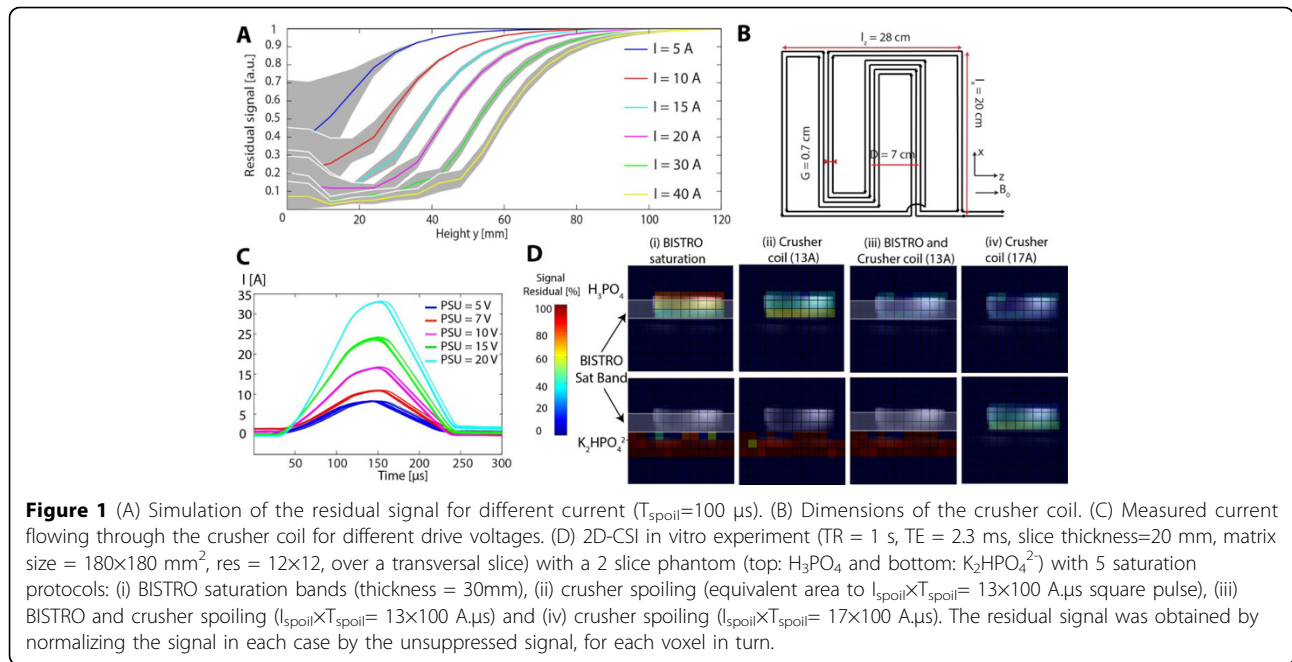 A
Residual signal [a.u.]
1
0.9
0.8
0.7
0.6
0.5
0.4
0.3
0.2
0.1
0 20 40 60 80 100 120
Height y [mm]
I = 5 A
I = 10 A
I = 15 A
I = 20 A
I = 30 A
I = 40 A
B
l_z = 28 cm
l_x = 20 cm
G = 0.7 cm
D = 7 cm
x
z
B_0
C
I [A]
35
30
25
20
15
10
5
0
50 100 150 200 250 300
Time [µs]
PSU = 5 V
PSU = 7 V
PSU = 10 V
PSU = 15 V
PSU = 20 V
D
(i) BISTRO saturation
(ii) Crusher coil (13A)
(iii) BISTRO and Crusher coil (13A)
(iv) Crusher coil (17A)
Signal Residual [%]
100
80
60
40
20
0
H₃PO₄
BISTRO
Sat Band
K₂HPO₄²⁻
Figure 1 (A) Simulation of the residual signal for different current (T_spoil=100 µs). (B) Dimensions of the crusher coil. (C) Measured current
flowing through the crusher coil for different drive voltages. (D) 2D-CSI in vitro experiment (TR = 1 s, TE = 2.3 ms, slice thickness=20 mm, matrix
size = 180×180 mm², res = 12×12, over a transversal slice) with a 2 slice phantom (top: H₃PO₄ and bottom: K₂HPO₄²⁻) with 5 saturation
protocols: (i) BISTRO saturation bands (thickness = 30mm), (ii) crusher spoiling (equivalent area to I_spoil×T_spoil= 13×100 A.µs square pulse), (iii)
BISTRO and crusher spoiling (I_spoil×T_spoil= 13×100 A.µs) and (iv) crusher spoiling (I_spoil×T_spoil= 17×100 A.µs). The residual signal was obtained by
normalizing the signal in each case by the unsuppressed signal, for each voxel in turn.